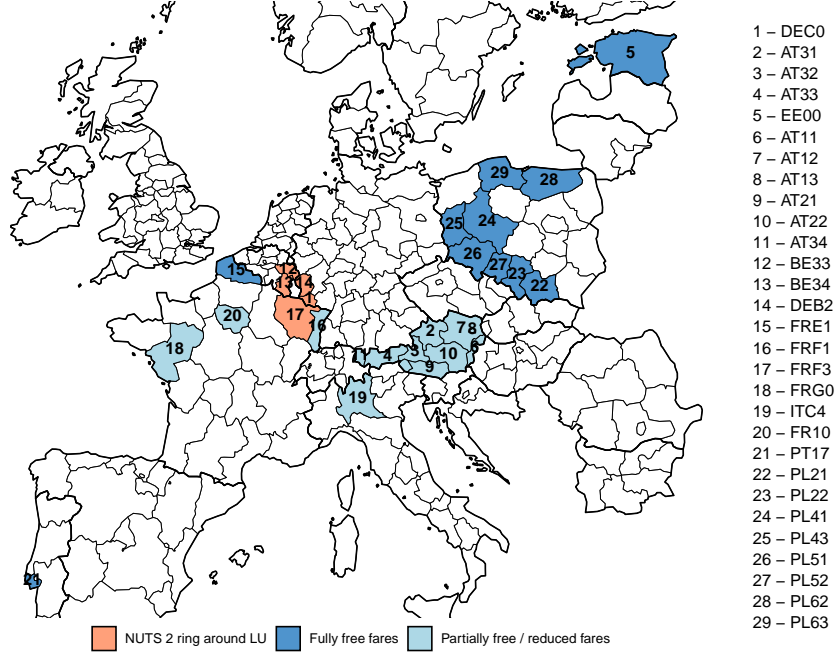 1 – DEC0
2 – AT31
3 – AT32
4 – AT33
5 – EE00
6 – AT11
7 – AT12
8 – AT13
9 – AT21
10 – AT22
11 – AT34
12 – BE33
13 – BE34
14 – DEB2
15 – FRE1
16 – FRF1
17 – FRF3
18 – FRG0
19 – ITC4
20 – FR10
21 – PT17
22 – PL21
23 – PL22
24 – PL41
25 – PL43
26 – PL51
27 – PL52
28 – PL62
29 – PL63
5
29
28
25
24
26
27
23
22
15
12
13
14
1
17
16
20
18
2
7
8
6
3
10
9
4
11
19
21
NUTS 2 ring around LU
Fully free fares
Partially free / reduced fares